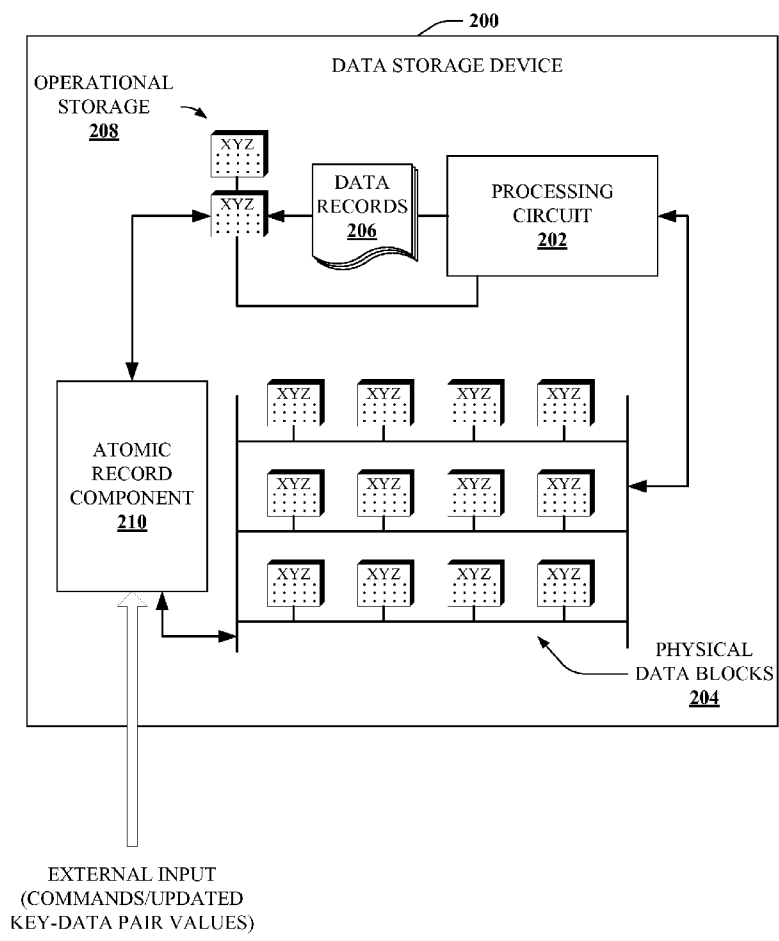 200
DATA STORAGE DEVICE
OPERATIONAL
STORAGE
208
XYZ
XYZ
DATA
RECORDS
206
PROCESSING
CIRCUIT
202
ATOMIC
RECORD
COMPONENT
210
XYZ XYZ XYZ XYZ
XYZ XYZ XYZ XYZ
XYZ XYZ XYZ XYZ
PHYSICAL
DATA BLOCKS
204
EXTERNAL INPUT
(COMMANDS/UPDATED
KEY-DATA PAIR VALUES)